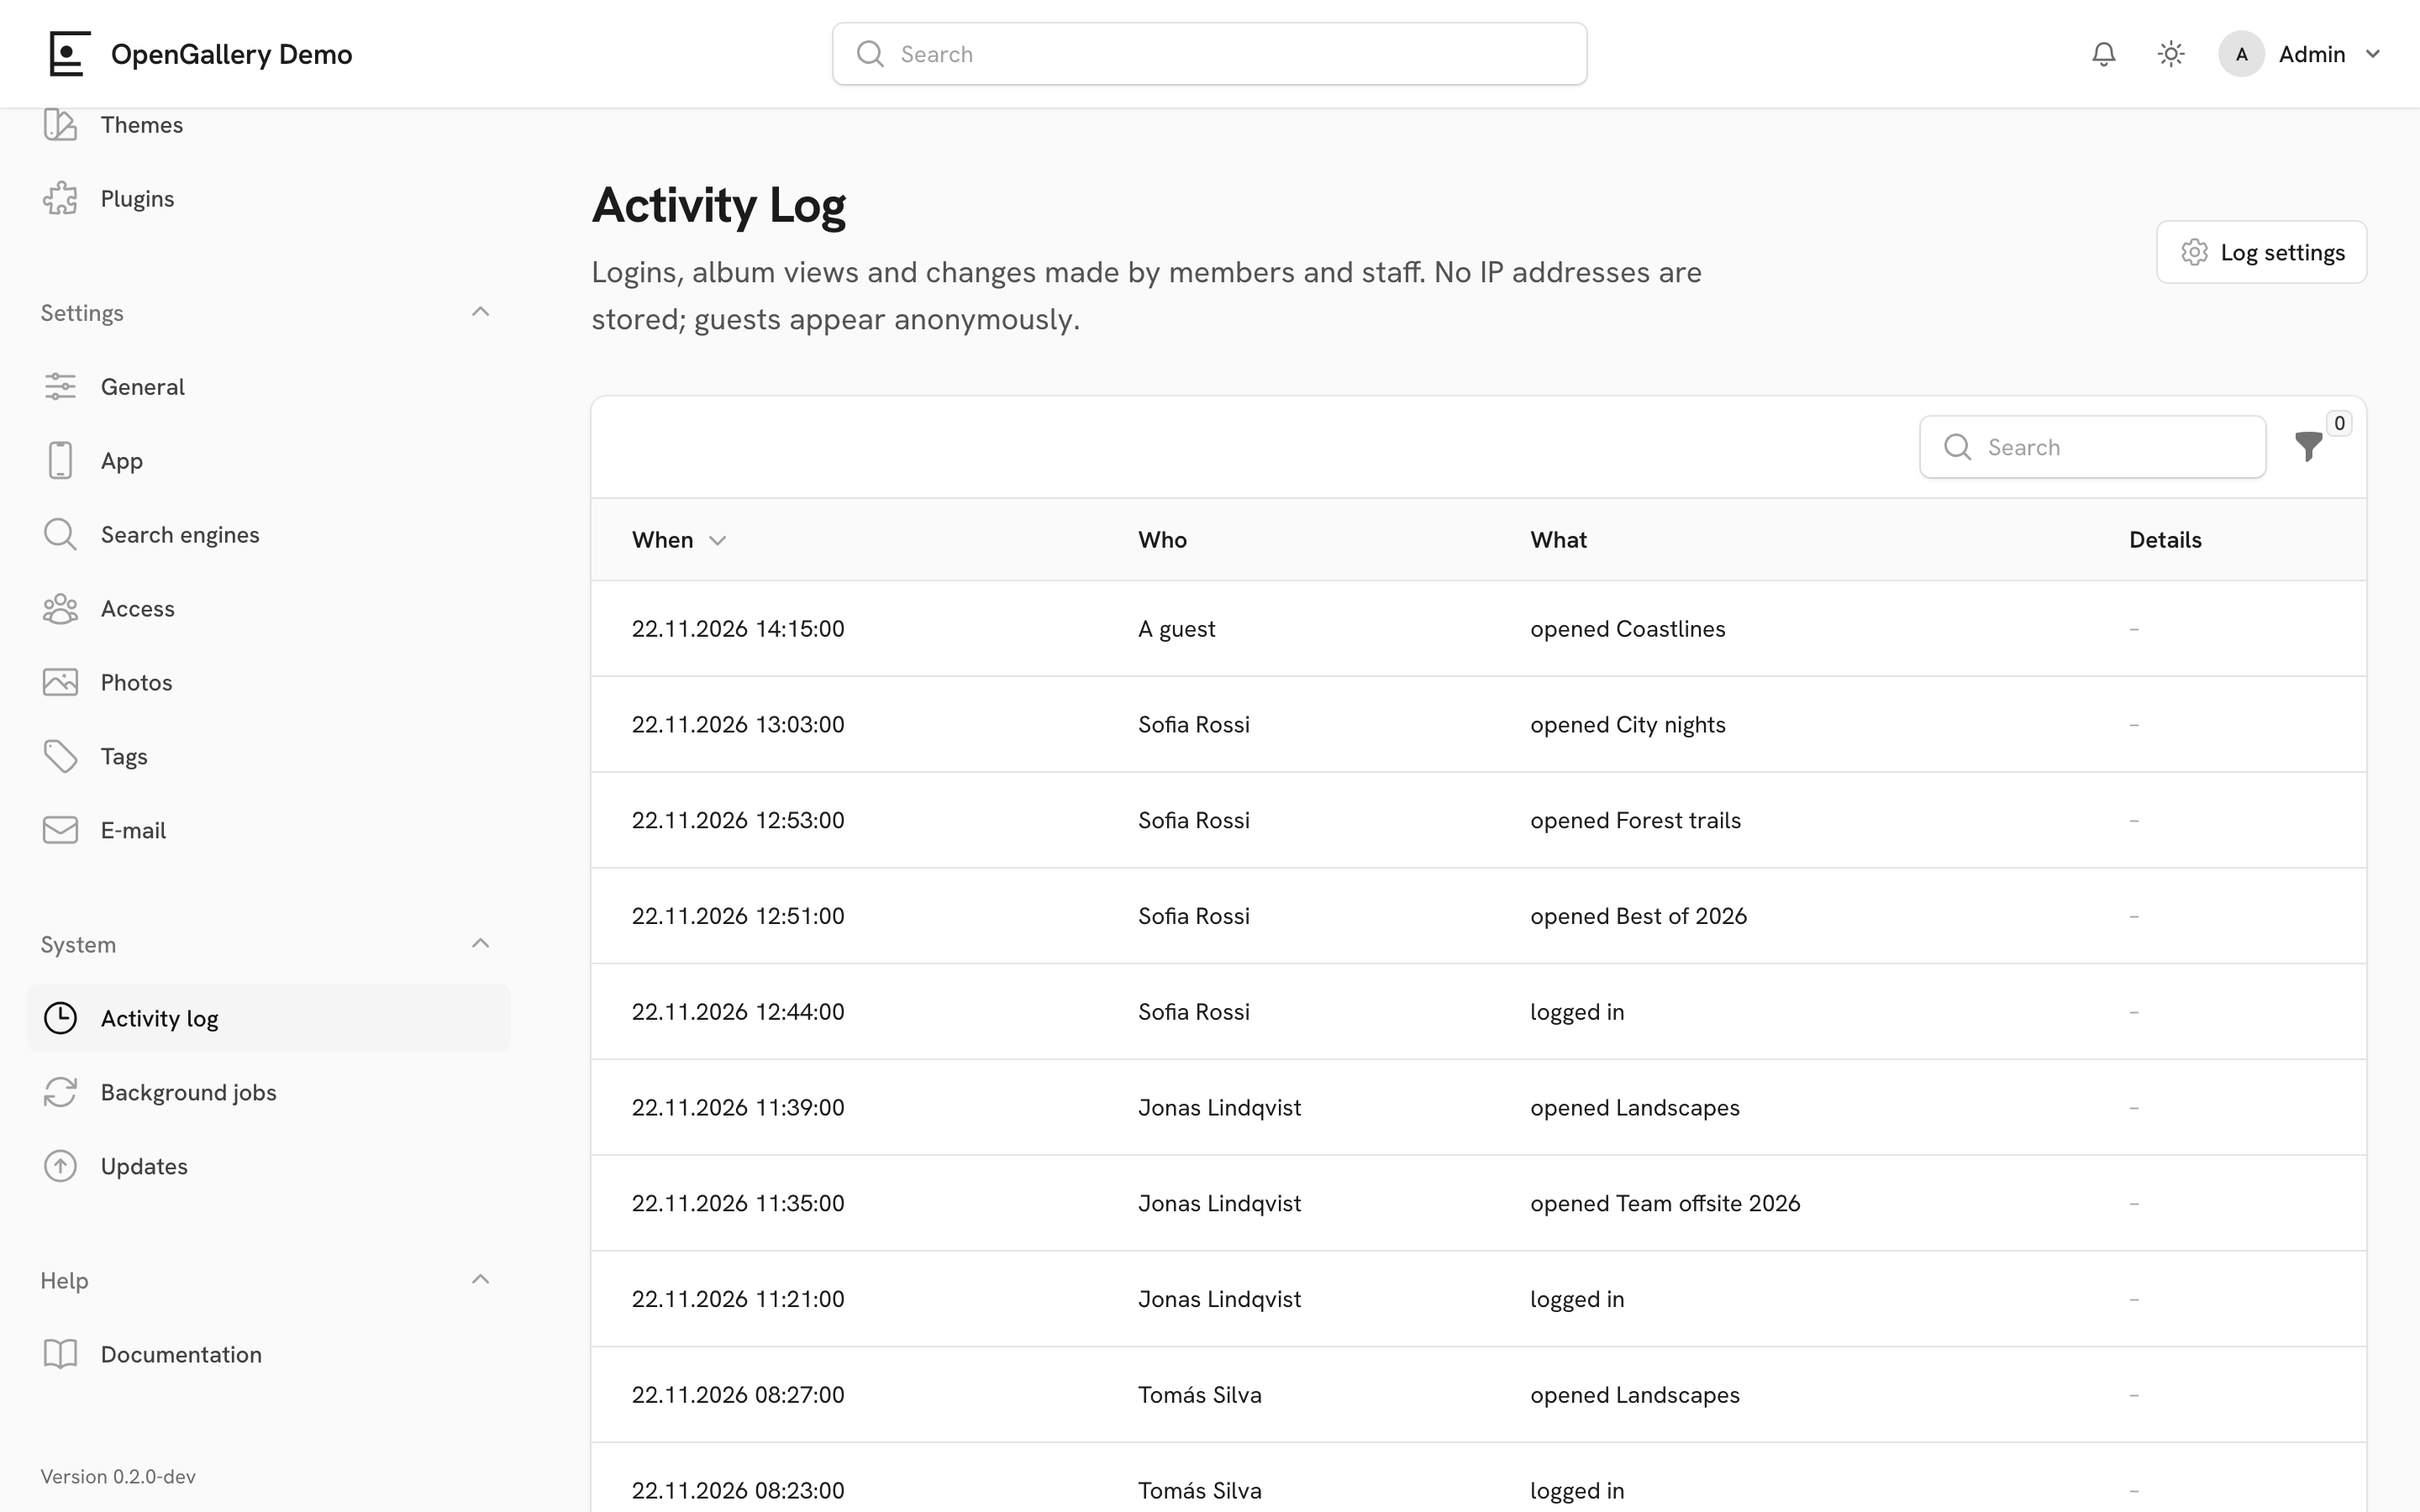 OpenGallery Demo
Search
A
Admin
Themes
Plugins
Settings
General
App
Search engines
Access
Photos
Tags
E-mail
System
Activity log
Background jobs
Updates
Help
Documentation
Version 0.2.0-dev
Activity Log
Logins, album views and changes made by members and staff. No IP addresses are
stored; guests appear anonymously.
Log settings
Search
0
When Who What Details
22.11.2026 14:15:00 A guest opened Coastlines –
22.11.2026 13:03:00 Sofia Rossi opened City nights –
22.11.2026 12:53:00 Sofia Rossi opened Forest trails –
22.11.2026 12:51:00 Sofia Rossi opened Best of 2026 –
22.11.2026 12:44:00 Sofia Rossi logged in –
22.11.2026 11:39:00 Jonas Lindqvist opened Landscapes –
22.11.2026 11:35:00 Jonas Lindqvist opened Team offsite 2026 –
22.11.2026 11:21:00 Jonas Lindqvist logged in –
22.11.2026 08:27:00 Tomás Silva opened Landscapes –
22.11.2026 08:23:00 Tomás Silva logged in –